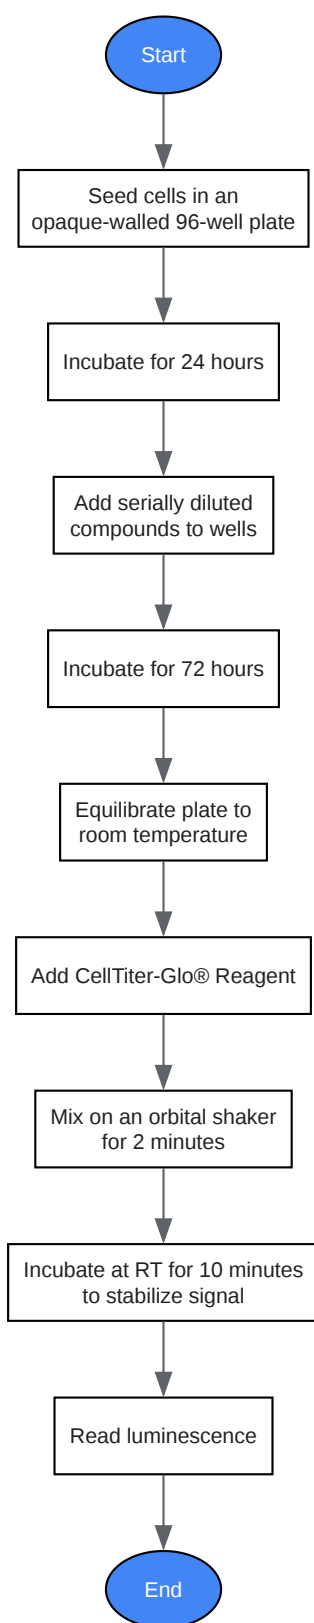 Start
Seed cells in an
opaque-walled 96-well plate
Incubate for 24 hours
Add serially diluted
compounds to wells
Incubate for 72 hours
Equilibrate plate to
room temperature
Add CellTiter-Glo® Reagent
Mix on an orbital shaker
for 2 minutes
Incubate at RT for 10 minutes
to stabilize signal
Read luminescence
End